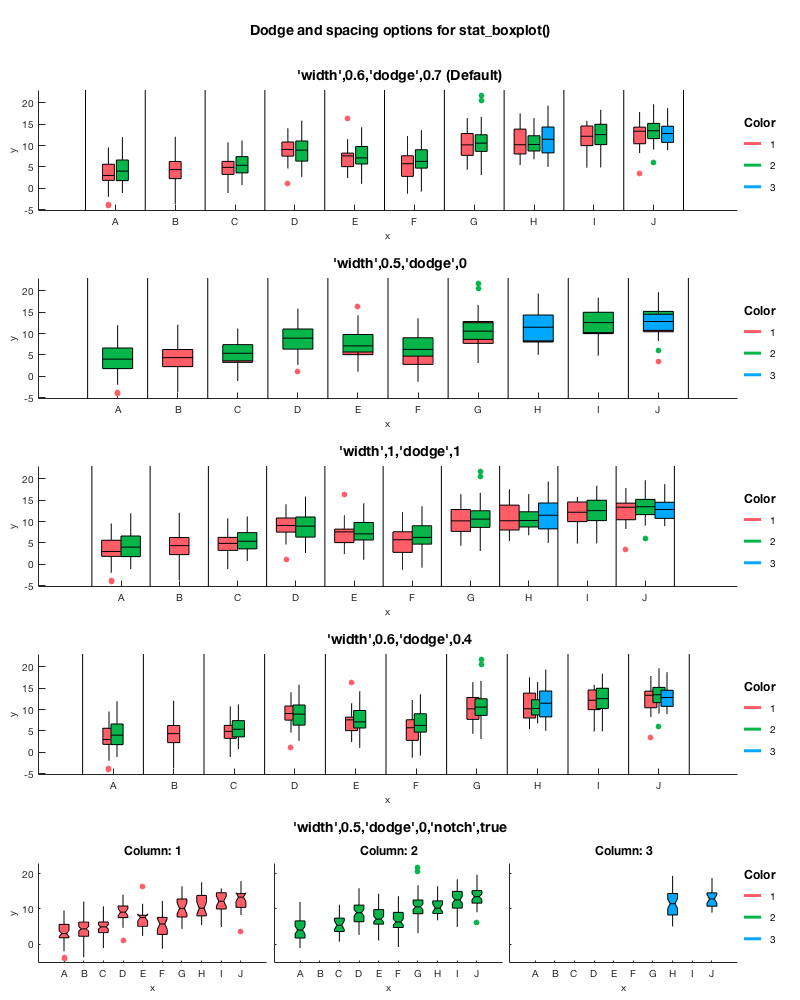 Dodge and spacing options for stat_boxplot()
'width',0.6,'dodge',0.7 (Default)
20
15
10
5
0
-5
y
A B C D E F G H I J
x
Color
1
2
3
'width',0.5,'dodge',0
20
15
10
5
0
-5
y
A B C D E F G H I J
x
Color
1
2
3
'width',1,'dodge',1
20
15
10
5
0
-5
y
A B C D E F G H I J
x
Color
1
2
3
'width',0.6,'dodge',0.4
20
15
10
5
0
-5
y
A B C D E F G H I J
x
Color
1
2
3
'width',0.5,'dodge',0,'notch',true
Column: 1
20
10
0
y
A B C D E F G H I J
x
Column: 2
A B C D E F G H I J
x
Column: 3
A B C D E F G H I J
x
Color
1
2
3